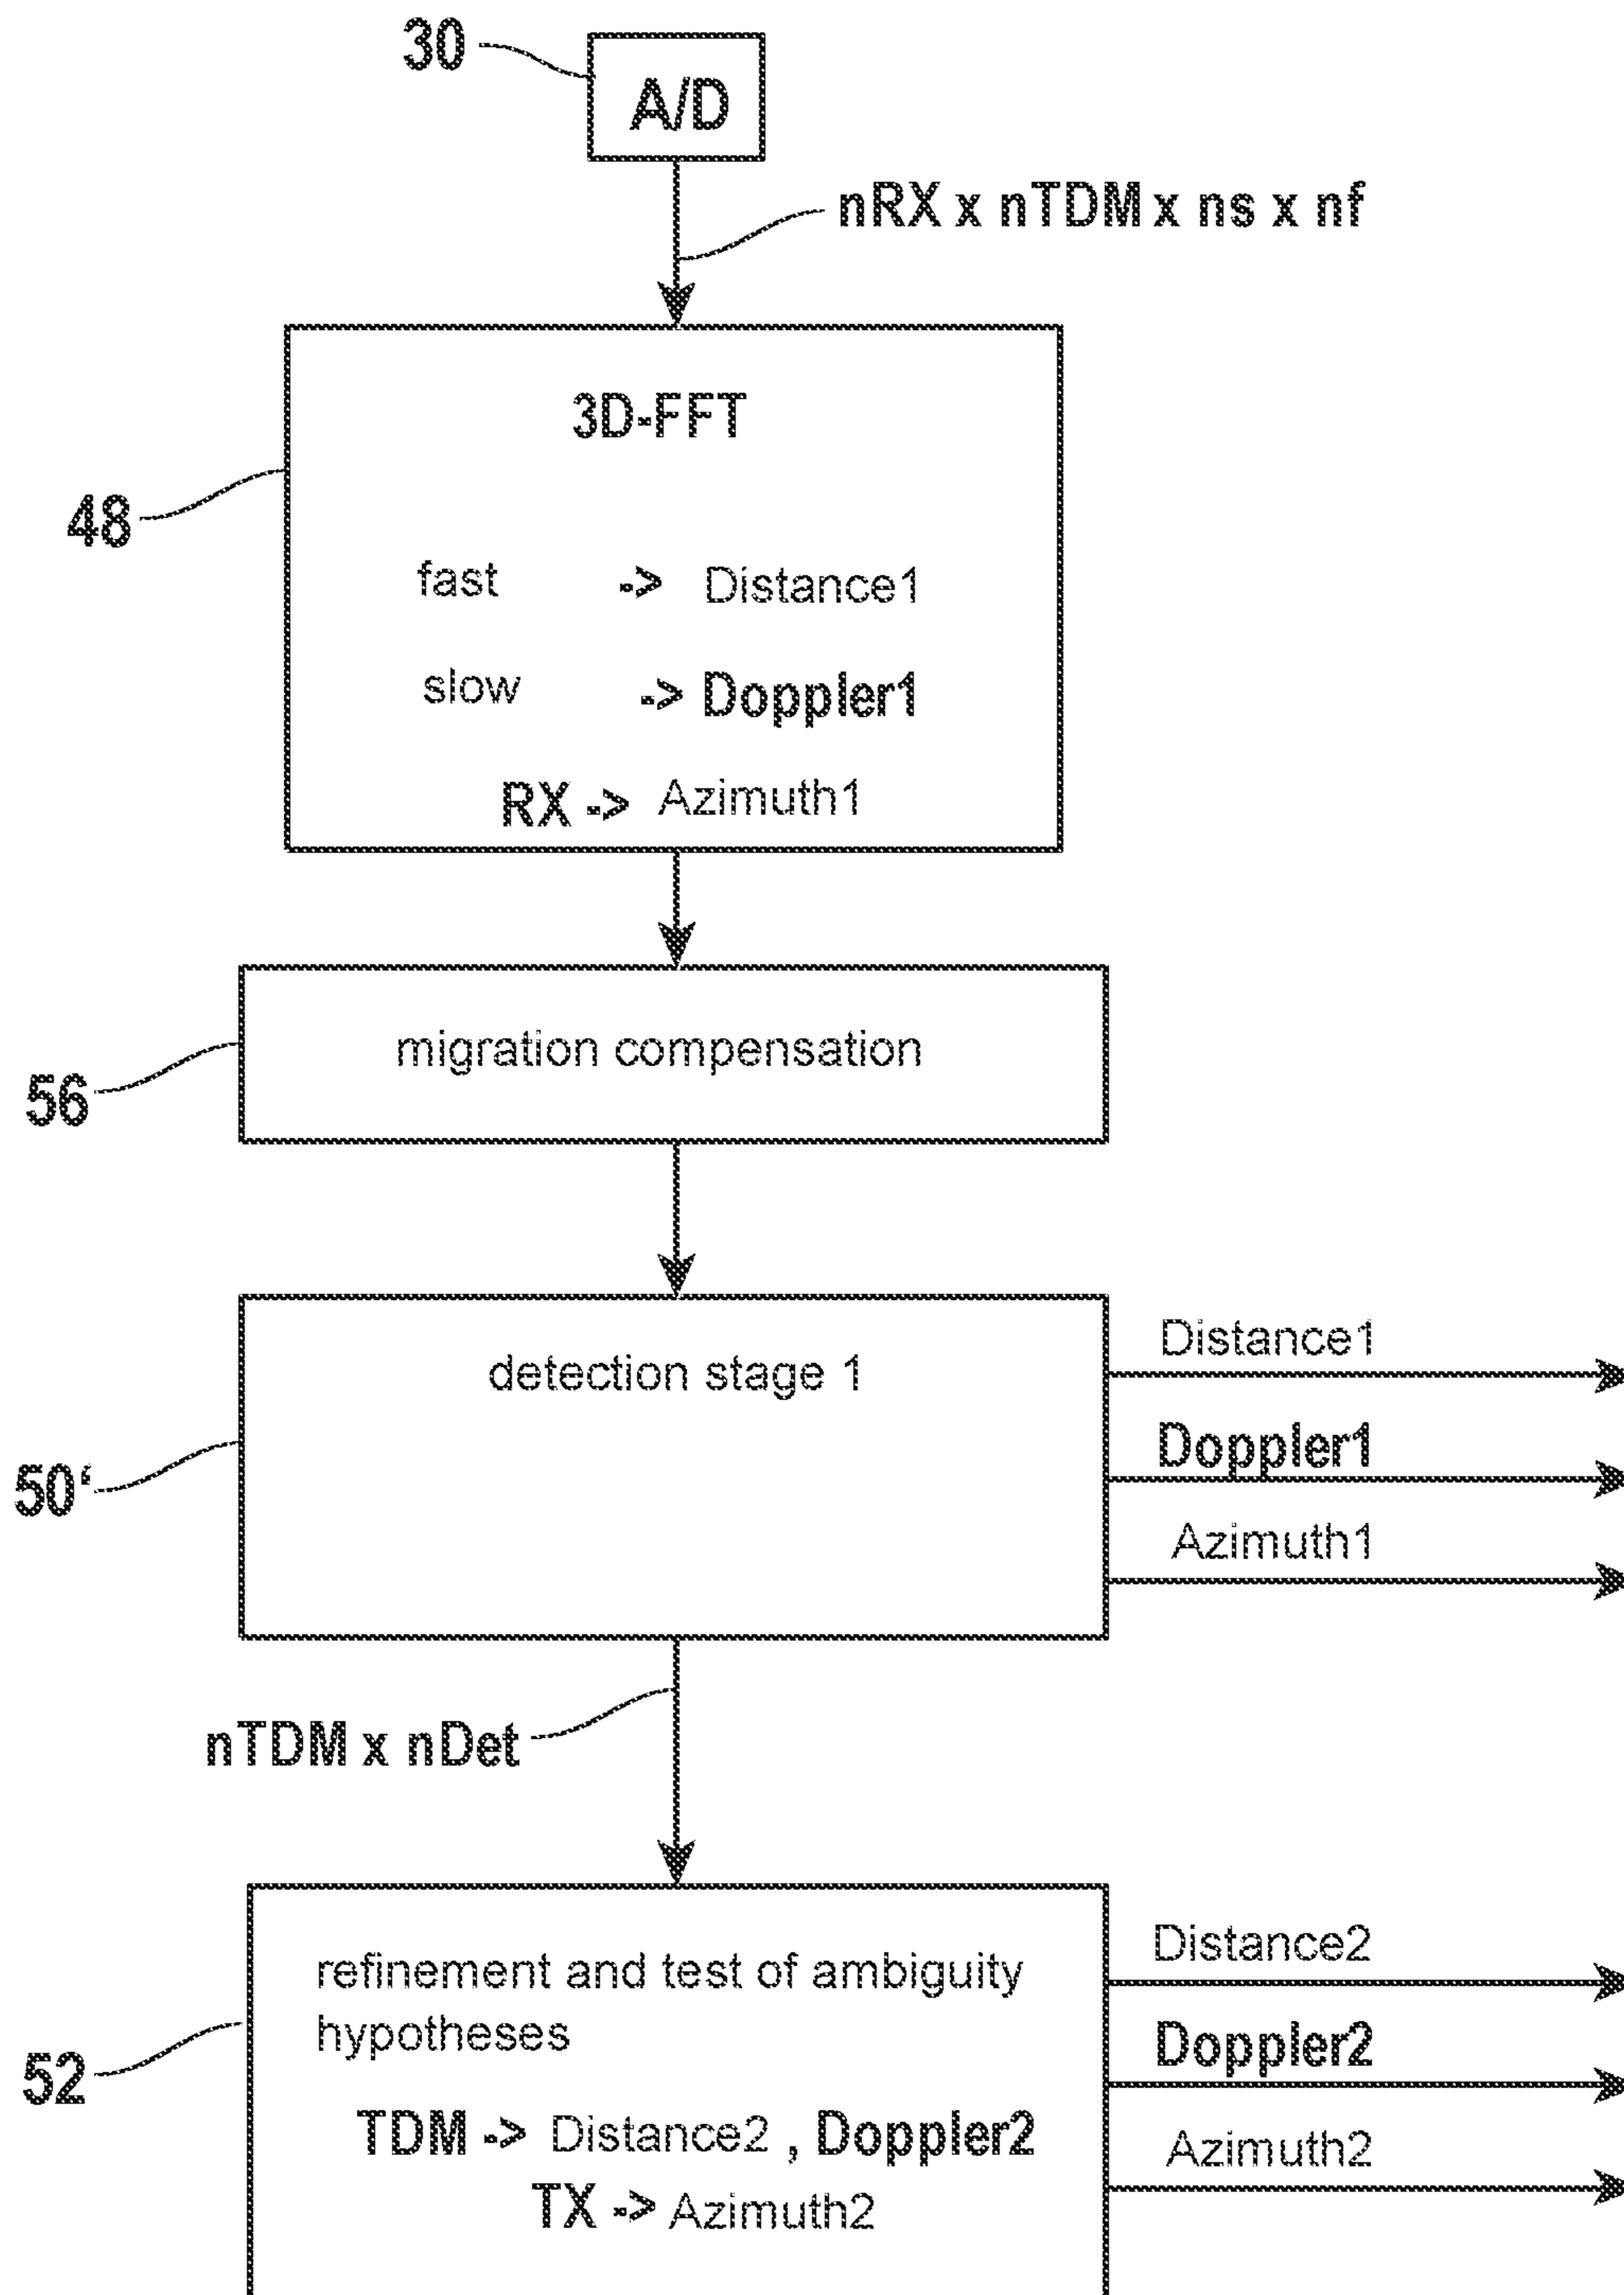 30
A/D
nRX x nTDM x ns x nf
3D-FFT
48
fast -> Distance1
slow -> Doppler1
RX -> Azimuth1
migration compensation
56
Distance1
detection stage 1
Doppler1
50‘
Azimuth1
nTDM x nDet
Distance2
refinement and test of ambiguity
hypotheses
Doppler2
52
TDM -> Distance2 , Doppler2
Azimuth2
TX -> Azimuth2